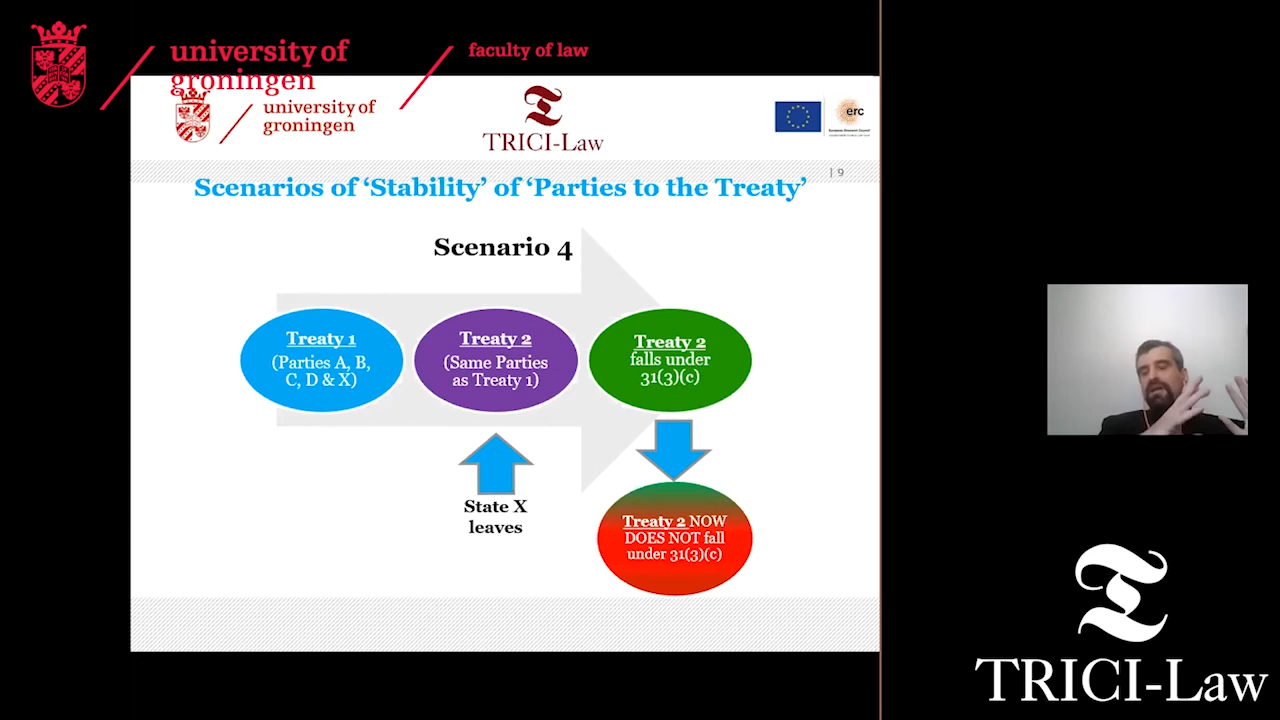 university of
groningen
faculty of law
university of
groningen
TRICI-Law
erc
| 9
Scenarios of ‘Stability’ of ‘Parties to the Treaty’
Scenario 4
Treaty 1
(Parties A, B,
C, D & X)
Treaty 2
(Same Parties
as Treaty 1)
Treaty 2
falls under
31(3)(c)
State X
leaves
Treaty 2 NOW
DOES NOT fall
under 31(3)(c)
TRICI-Law